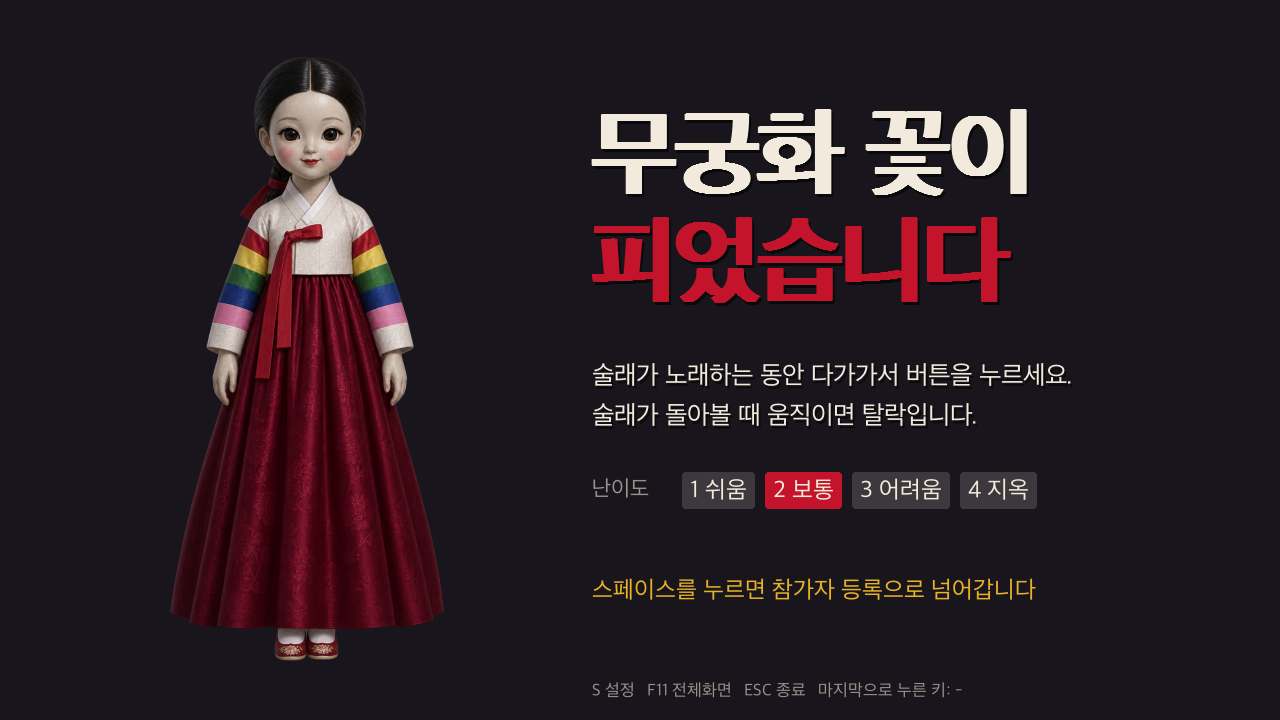 무궁화 꽃이
피었습니다
술래가 노래하는 동안 다가가서 버튼을 누르세요.
술래가 돌아볼 때 움직이면 탈락입니다.
난이도 1 쉬움 2 보통 3 어려움 4 지옥
스페이스를 누르면 참가자 등록으로 넘어갑니다
S 설정 F11 전체화면 ESC 종료 마지막으로 누른 키: -